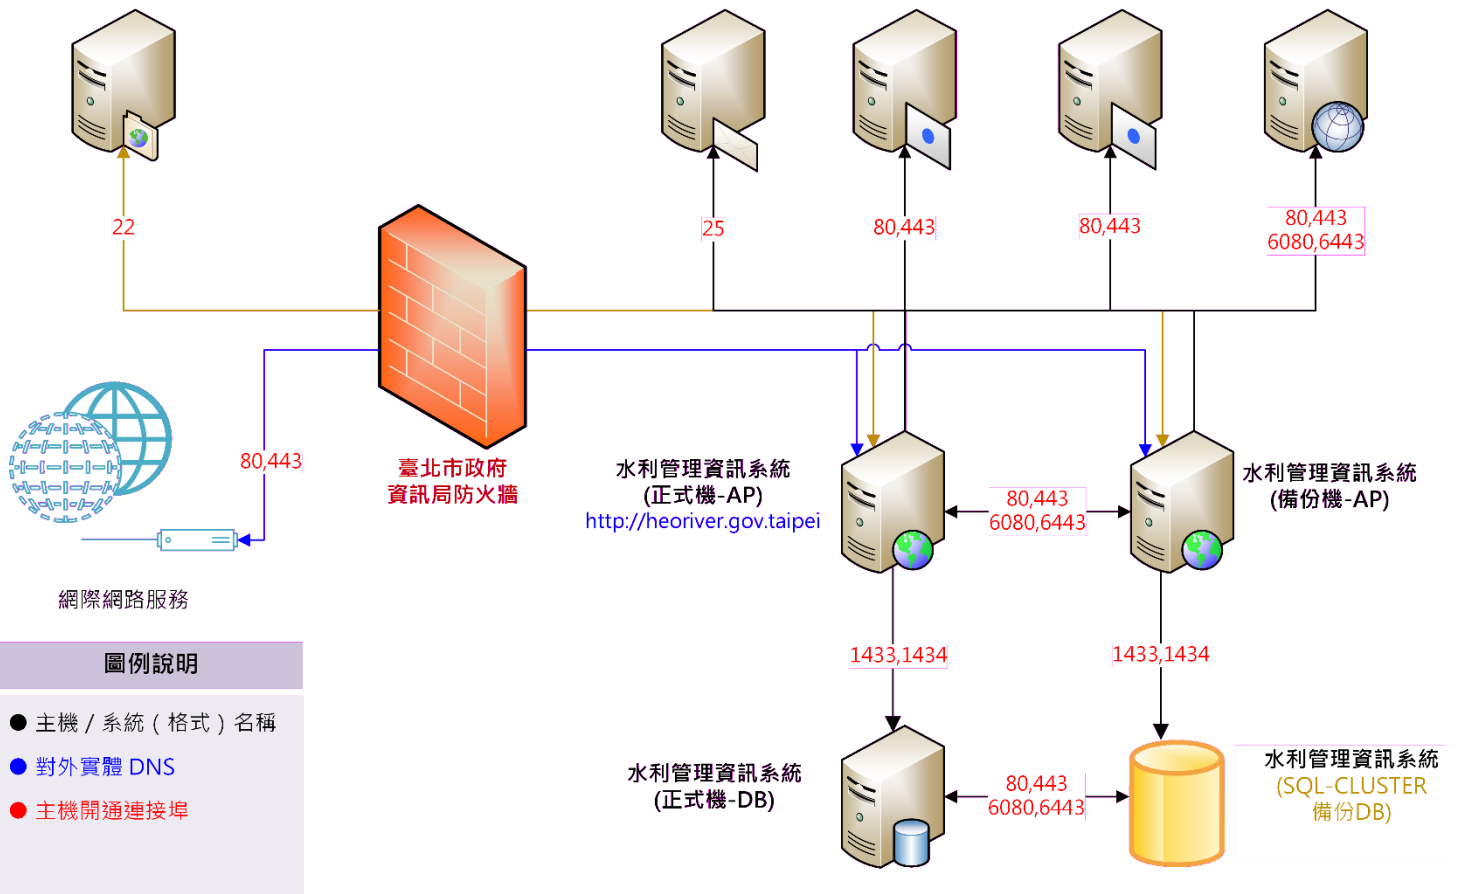 22
25
80,443
80,443
80,443
6080,6443
80,443
臺北市政府
資訊局防火牆
水利管理資訊系統
(正式機-AP)
http://heoriver.gov.taipei
80,443
6080,6443
水利管理資訊系統
(備份機-AP)
網際網路服務
1433,1434
1433,1434
圖例說明
主機 / 系統 ( 格式 ) 名稱
對外實體 DNS
主機開通連接埠
水利管理資訊系統
(正式機-DB)
80,443
6080,6443
水利管理資訊系統
(SQL-CLUSTER
備份DB)